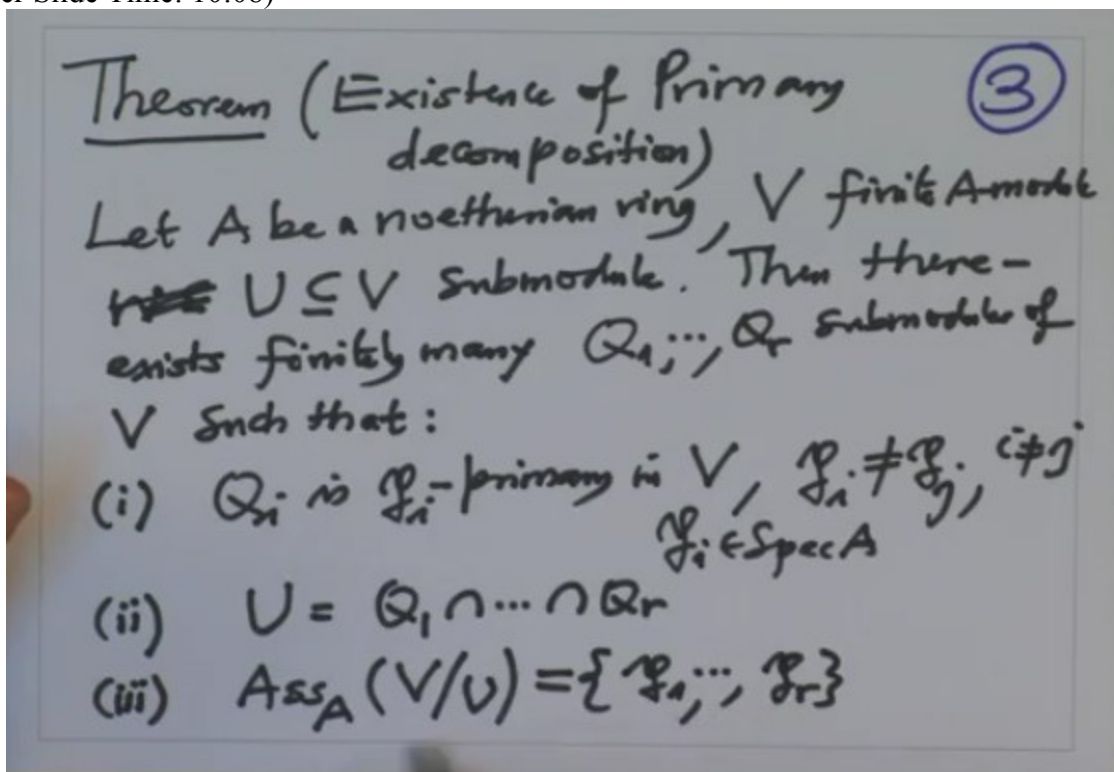 Theorem (Existence of Primary
③
decomposition)
Let A be a noetherian ring, V finite A-module
U ⊆ V submodule. Then there-
exists finitely many Q₁,…, Qᵣ submodules of
V such that:
(i) Qᵢ is 𝔭ᵢ-primary in V, 𝔭ᵢ ≠ 𝔭ⱼ, i≠j
𝔭ᵢ ∈ Spec A
(ii) U = Q₁ ∩ ⋯ ∩ Qᵣ
(iii) Ass_A (V/U) = {𝔭₁,…, 𝔭ᵣ}